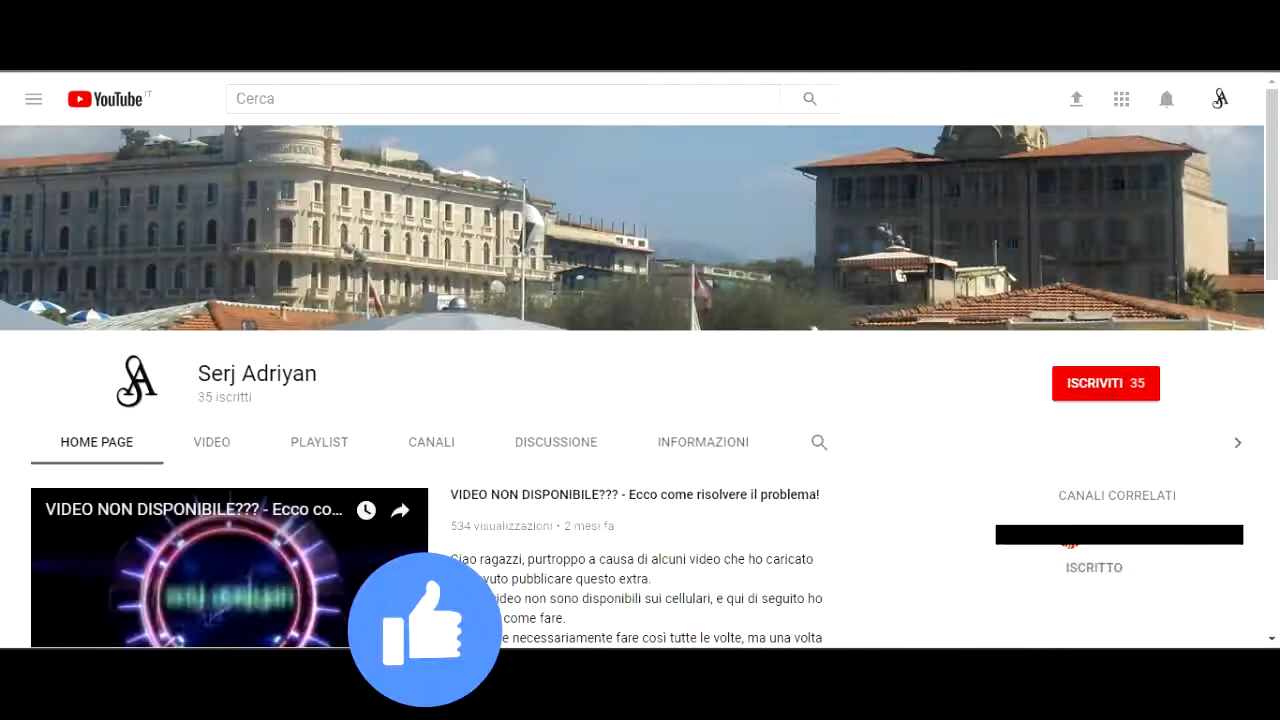 YouTube IT
Cerca
Serj Adriyan
35 iscritti
ISCRIVITI 35
HOME PAGE VIDEO PLAYLIST CANALI DISCUSSIONE INFORMAZIONI
VIDEO NON DISPONIBILE??? - Ecco co...
VIDEO NON DISPONIBILE??? - Ecco come risolvere il problema!
534 visualizzazioni • 2 mesi fa
Ciao ragazzi, purtroppo a causa di alcuni video che ho caricato
vuto pubblicare questo extra.
video non sono disponibili sui cellulari, e qui di seguito ho
come fare.
e necessariamente fare così tutte le volte, ma una volta
CANALI CORRELATI
ISCRITTO